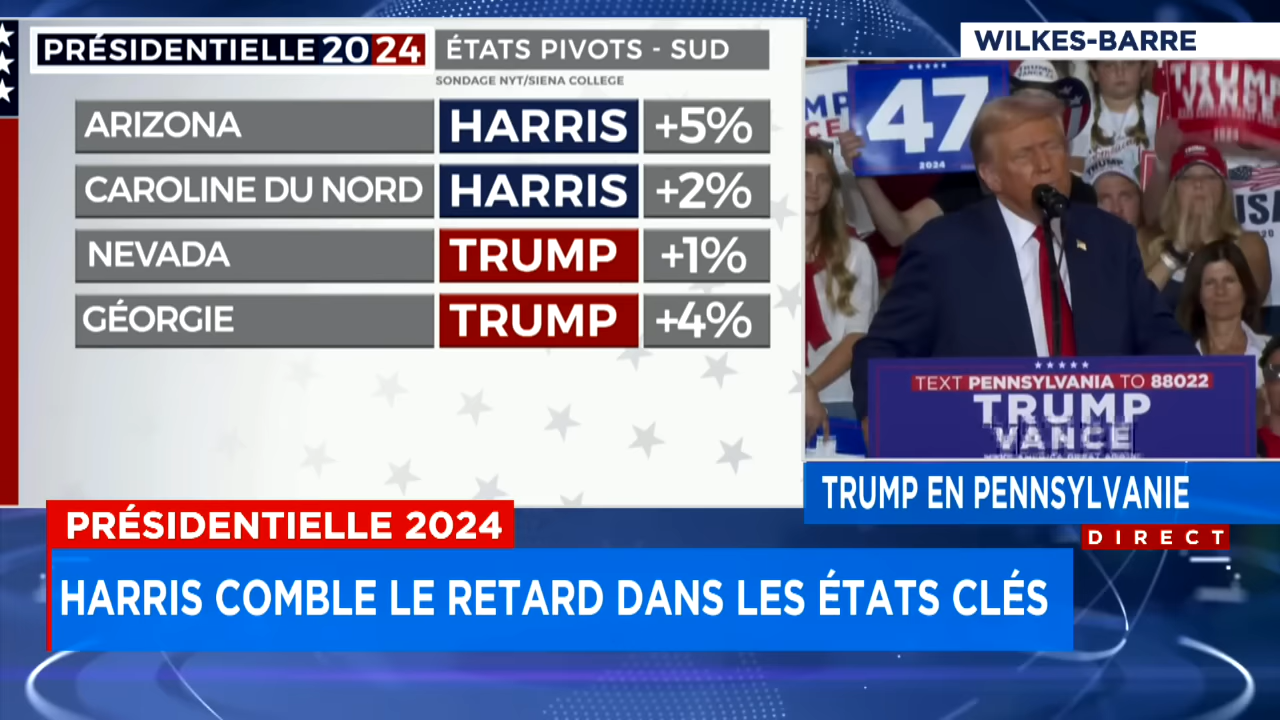 PRÉSIDENTIELLE 2024
ÉTATS PIVOTS - SUD
SONDAGE NYT/SIENA COLLEGE
ARIZONA HARRIS +5%
CAROLINE DU NORD HARRIS +2%
NEVADA TRUMP +1%
GÉORGIE TRUMP +4%
WILKES-BARRE
47
2024
TRUMP
VANCE
TRUMP
TEXT PENNSYLVANIA TO 88022
TRUMP
VANCE
TRUMP EN PENNSYLVANIE
DIRECT
PRÉSIDENTIELLE 2024
HARRIS COMBLE LE RETARD DANS LES ÉTATS CLÉS